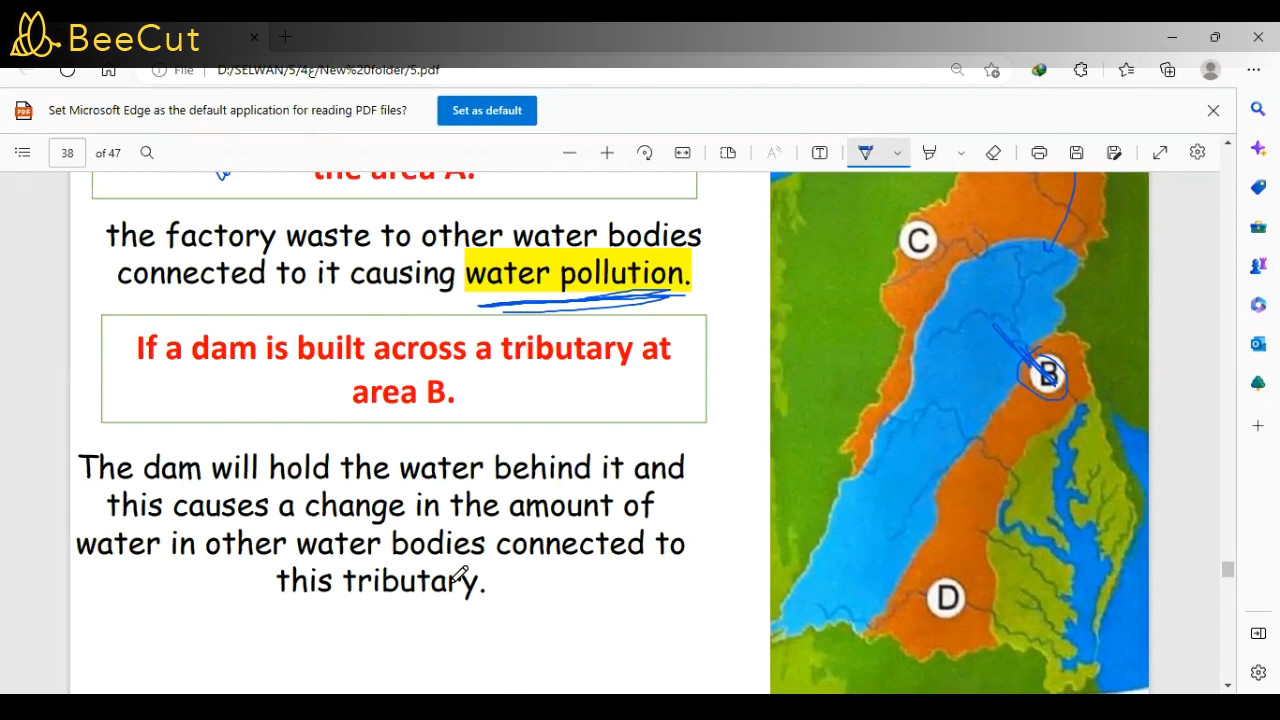 BeeCut
File D:/SELWAN/5/4ع/New%20folder/5.pdf
Set Microsoft Edge as the default application for reading PDF files? Set as default
38 of 47
the area A.
the factory waste to other water bodies
connected to it causing water pollution.
If a dam is built across a tributary at
area B.
The dam will hold the water behind it and
this causes a change in the amount of
water in other water bodies connected to
this tributary.
C
B
D